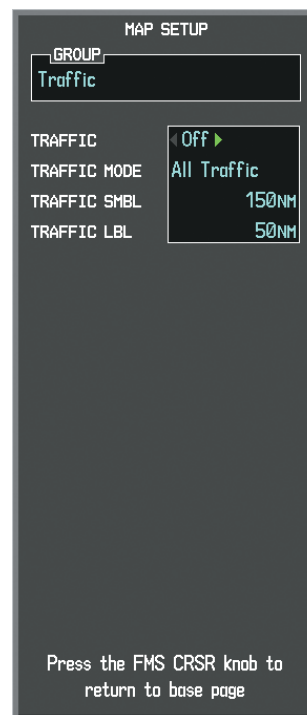 MAP SETUP
GROUP
Traffic
TRAFFIC Off
TRAFFIC MODE All Traffic
TRAFFIC SMBL 150NM
TRAFFIC LBL 50NM
Press the FMS CRSR knob to
return to base page